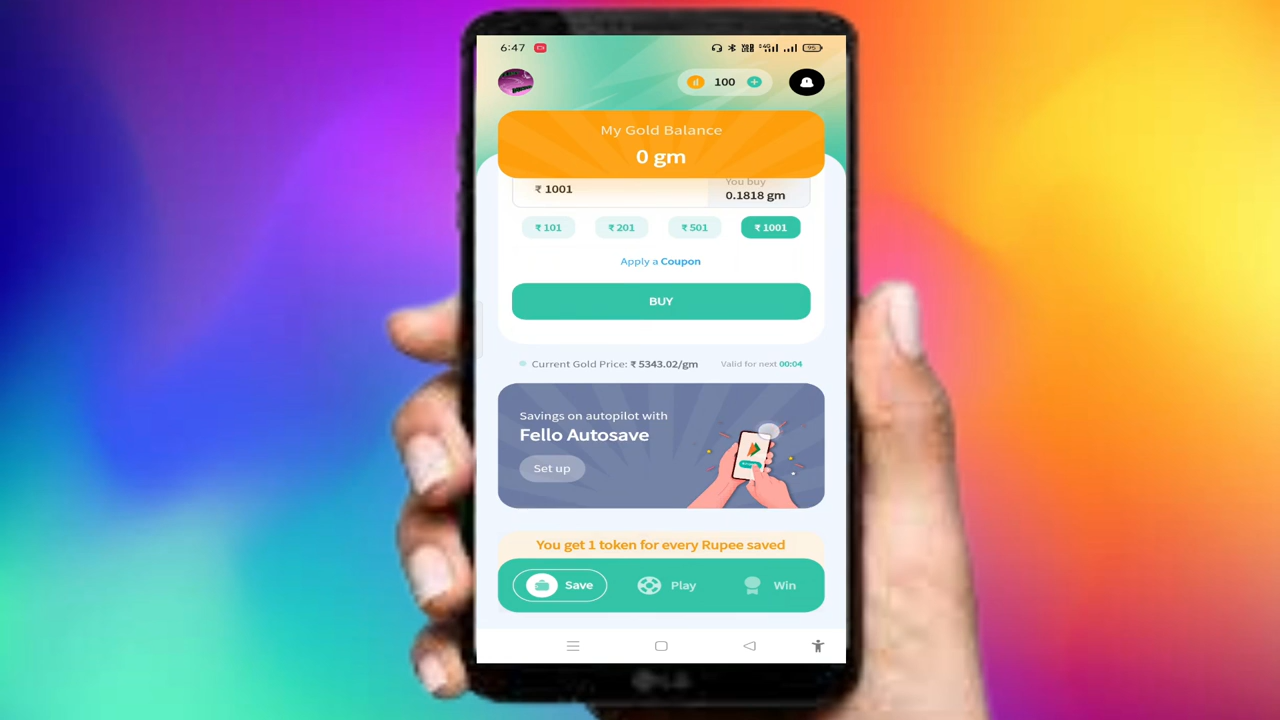 6:47
95
100
My Gold Balance
0 gm
₹ 1001
You buy
0.1818 gm
₹ 101
₹ 201
₹ 501
₹ 1001
Apply a Coupon
BUY
Current Gold Price: ₹ 5343.02/gm
Valid for next 00:04
Savings on autopilot with
Fello Autosave
Set up
You get 1 token for every Rupee saved
Save
Play
Win
LG